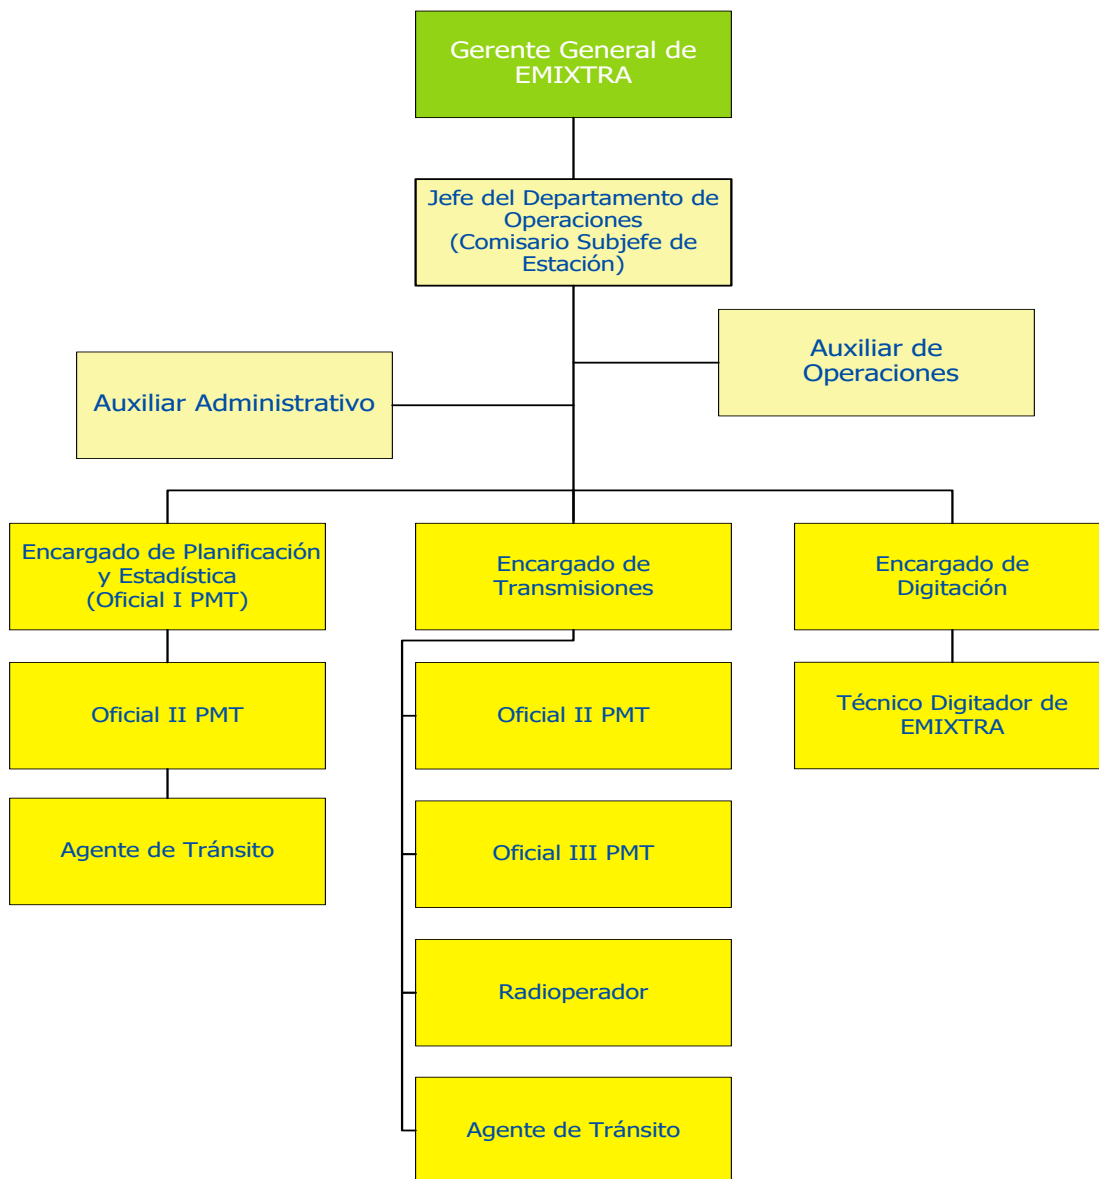 Gerente General de
EMIXTRA
Jefe del Departamento de
Operaciones
(Comisario Subjefe de
Estación)
Auxiliar de
Operaciones
Auxiliar Administrativo
Encargado de Planificación
y Estadística
(Oficial I PMT)
Encargado de
Transmisiones
Encargado de
Digitación
Oficial II PMT
Oficial II PMT
Técnico Digitador de
EMIXTRA
Agente de Tránsito
Oficial III PMT
Radioperador
Agente de Tránsito